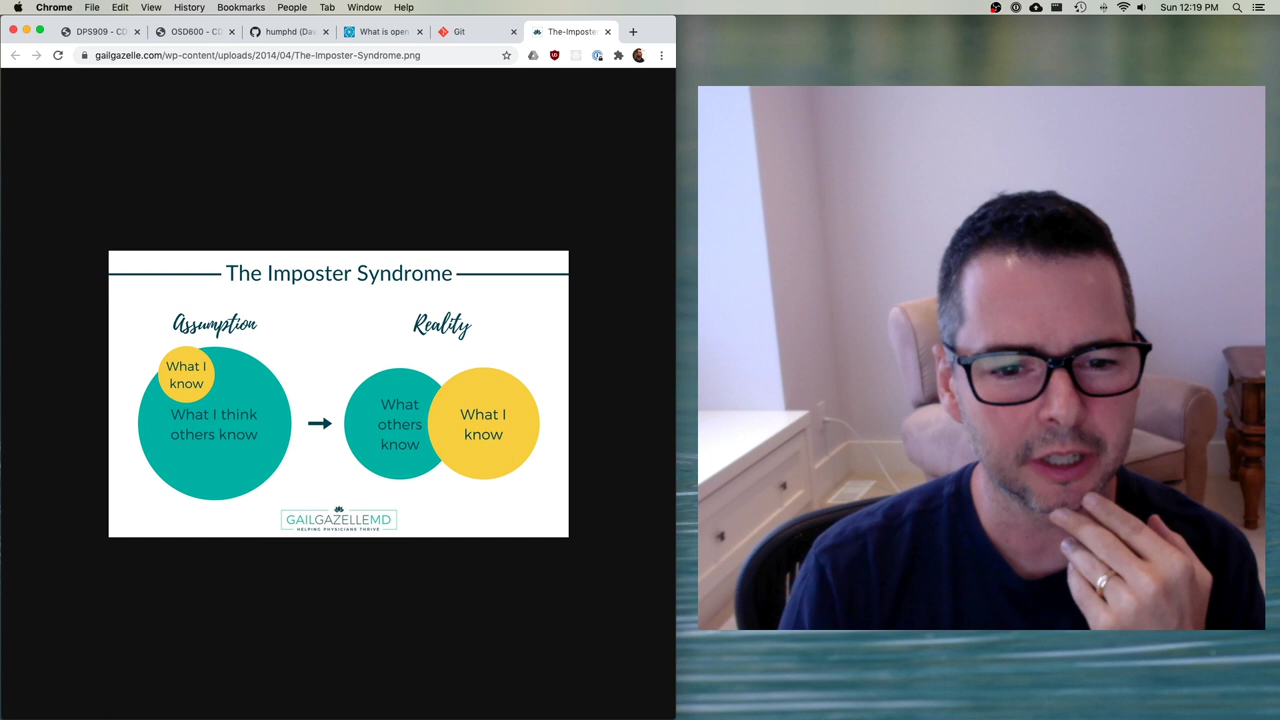 Chrome File Edit View History Bookmarks People Tab Window Help
Sun 12:19 PM
DPS909 - CD
OSD600 - CD
humphd (Dav
What is open
Git
The-Imposter
gailgazelle.com/wp-content/uploads/2014/04/The-Imposter-Syndrome.png
The Imposter Syndrome
Assumption
Reality
What I
know
What I think
others know
What
others
know
What I
know
GAILGAZELLEMD
HELPING PHYSICIANS THRIVE